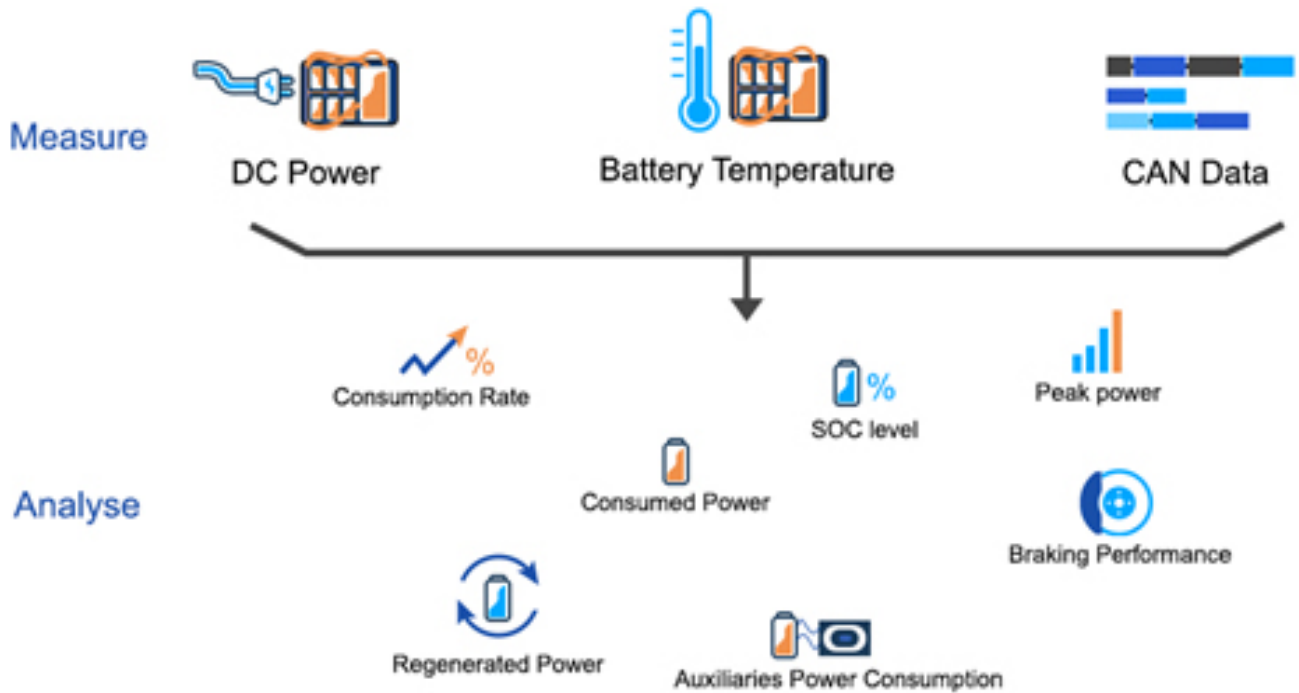 Measure
DC Power
Battery Temperature
CAN Data
%
Consumption Rate
%
SOC level
Peak power
Consumed Power
Analyse
Braking Performance
Regenerated Power
Auxiliaries Power Consumption